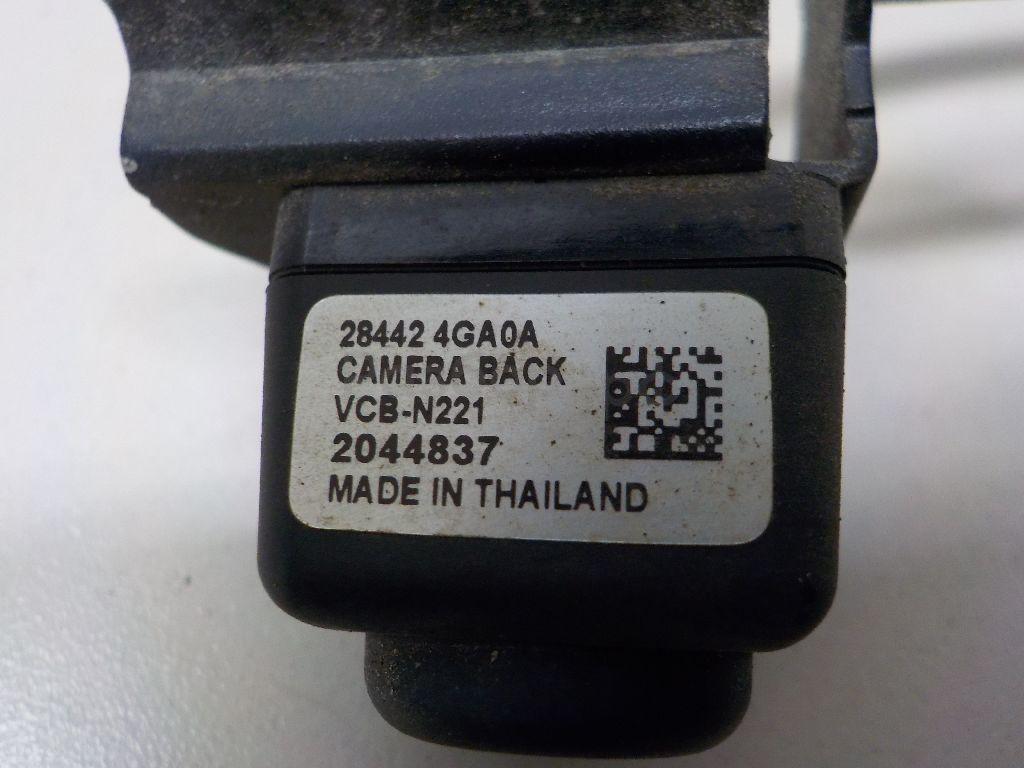 28442 4GA0A
CAMERA BACK
VCB-N221
2044837
MADE IN THAILAND